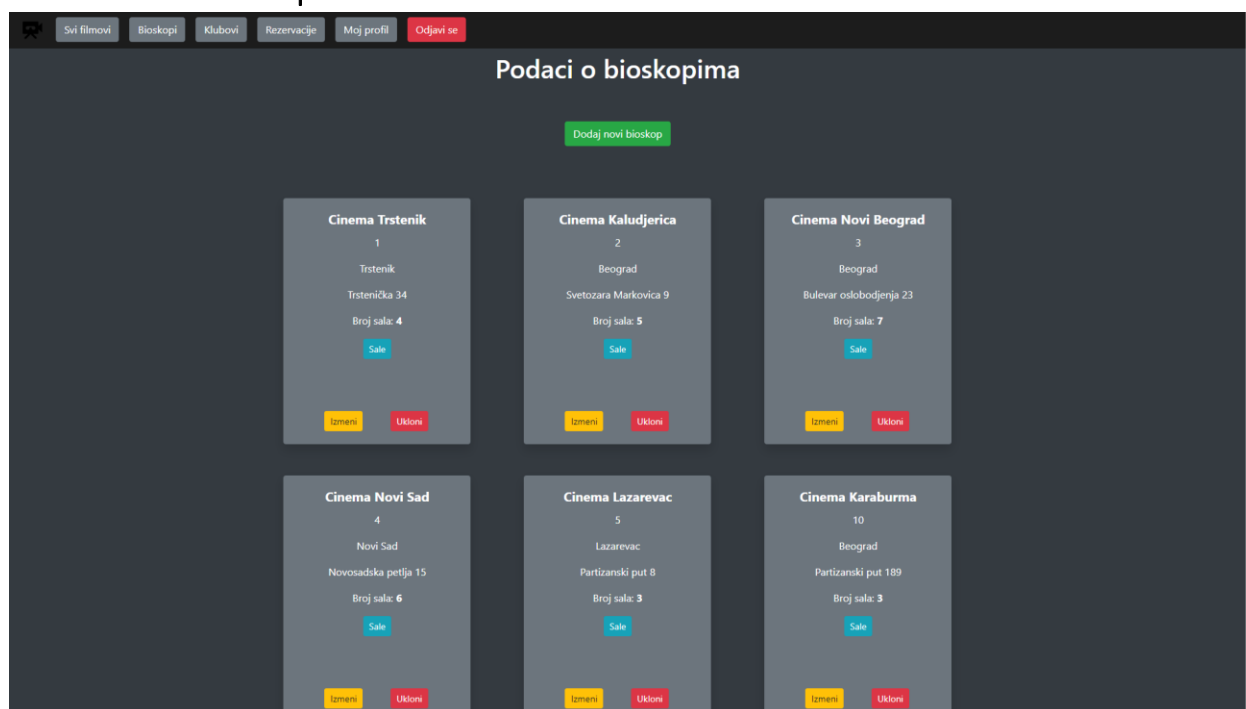 Svi filmovi Bioskopi Klubovi Rezervacije Moj profil Odjavi se
Podaci o bioskopima
Dodaj novi bioskop
Cinema Trstenik
1
Trstenik
Trstenička 34
Broj sala: 4
Sale
Izmeni Ukloni
Cinema Kaludjerica
2
Beograd
Svetozara Markovica 9
Broj sala: 5
Sale
Izmeni Ukloni
Cinema Novi Beograd
3
Beograd
Bulevar oslobodjenja 23
Broj sala: 7
Sale
Izmeni Ukloni
Cinema Novi Sad
4
Novi Sad
Novosadska petlja 15
Broj sala: 6
Sale
Izmeni Ukloni
Cinema Lazarevac
5
Lazarevac
Partizanski put 8
Broj sala: 3
Sale
Izmeni Ukloni
Cinema Karaburma
10
Beograd
Partizanski put 189
Broj sala: 3
Sale
Izmeni Ukloni